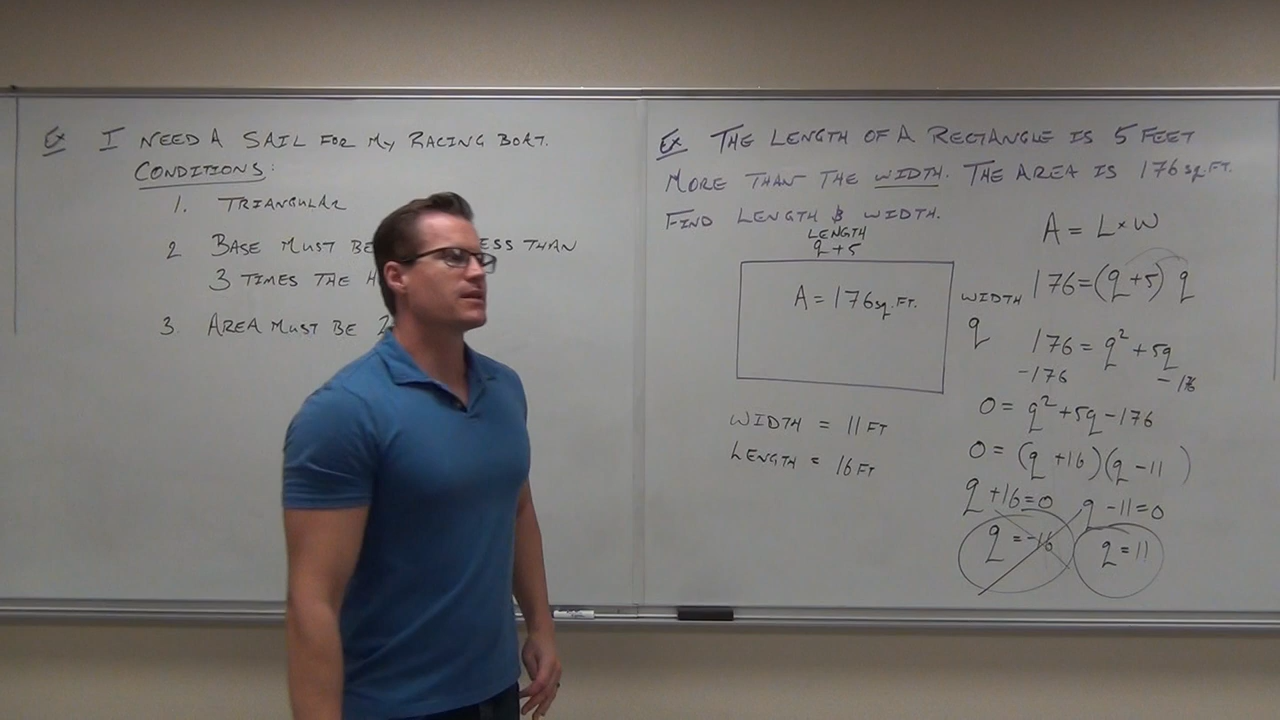 Ex I NEED A SAIL FOR MY RACING BOAT.
CONDITIONS:
1. TRIANGULAR
2 BASE MUST BE ESS THAN
3 TIMES THE H
3. AREA MUST BE 2
Ex THE LENGTH OF A RECTANGLE IS 5 FEET
MORE THAN THE WIDTH. THE AREA IS 176 sq. FT.
FIND LENGTH & WIDTH.
LENGTH
q + 5
A = 176 sq. FT.
WIDTH
q
WIDTH = 11 FT
LENGTH = 16 FT
A = L × W
176 = (q + 5) q
176 = q² + 5q
-176 -176
0 = q² + 5q - 176
0 = (q + 16)(q - 11)
q + 16 = 0 q - 11 = 0
q = -16 q = 11